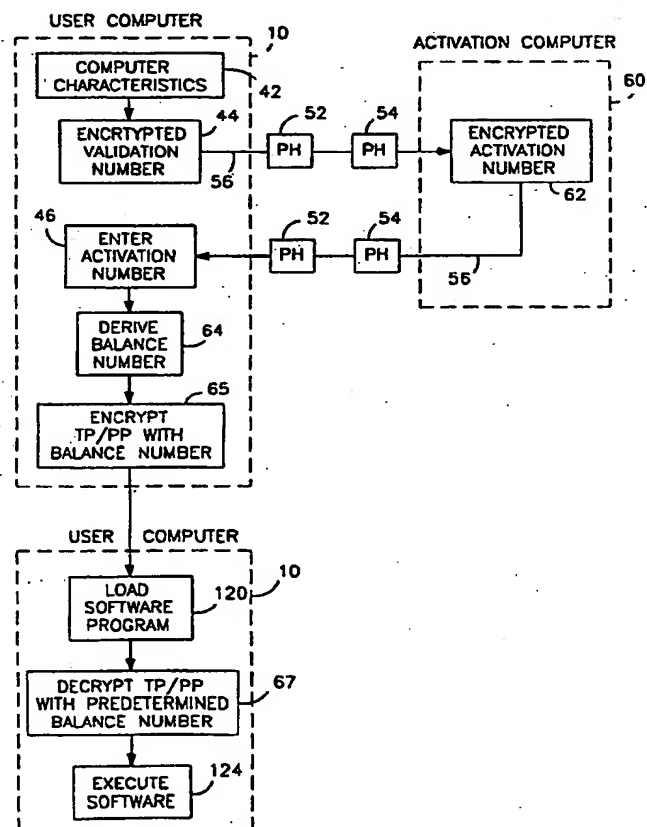 USER COMPUTER
10
ACTIVATION COMPUTER
60
COMPUTER
CHARACTERISTICS
42
44
ENCRTYPTED
VALIDATION
NUMBER
56
52
PH
54
PH
ENCRYPTED
ACTIVATION
NUMBER
62
46
ENTER
ACTIVATION
NUMBER
52
PH
54
PH
56
DERIVE
BALANCE
NUMBER
64
65
ENCRYPT
TP/PP WITH
BALANCE NUMBER
USER COMPUTER
10
LOAD
SOFTWARE
PROGRAM
120
DECRYPT TP/PP
WITH PREDETERMINED
BALANCE NUMBER
67
EXECUTE
SOFTWARE
124